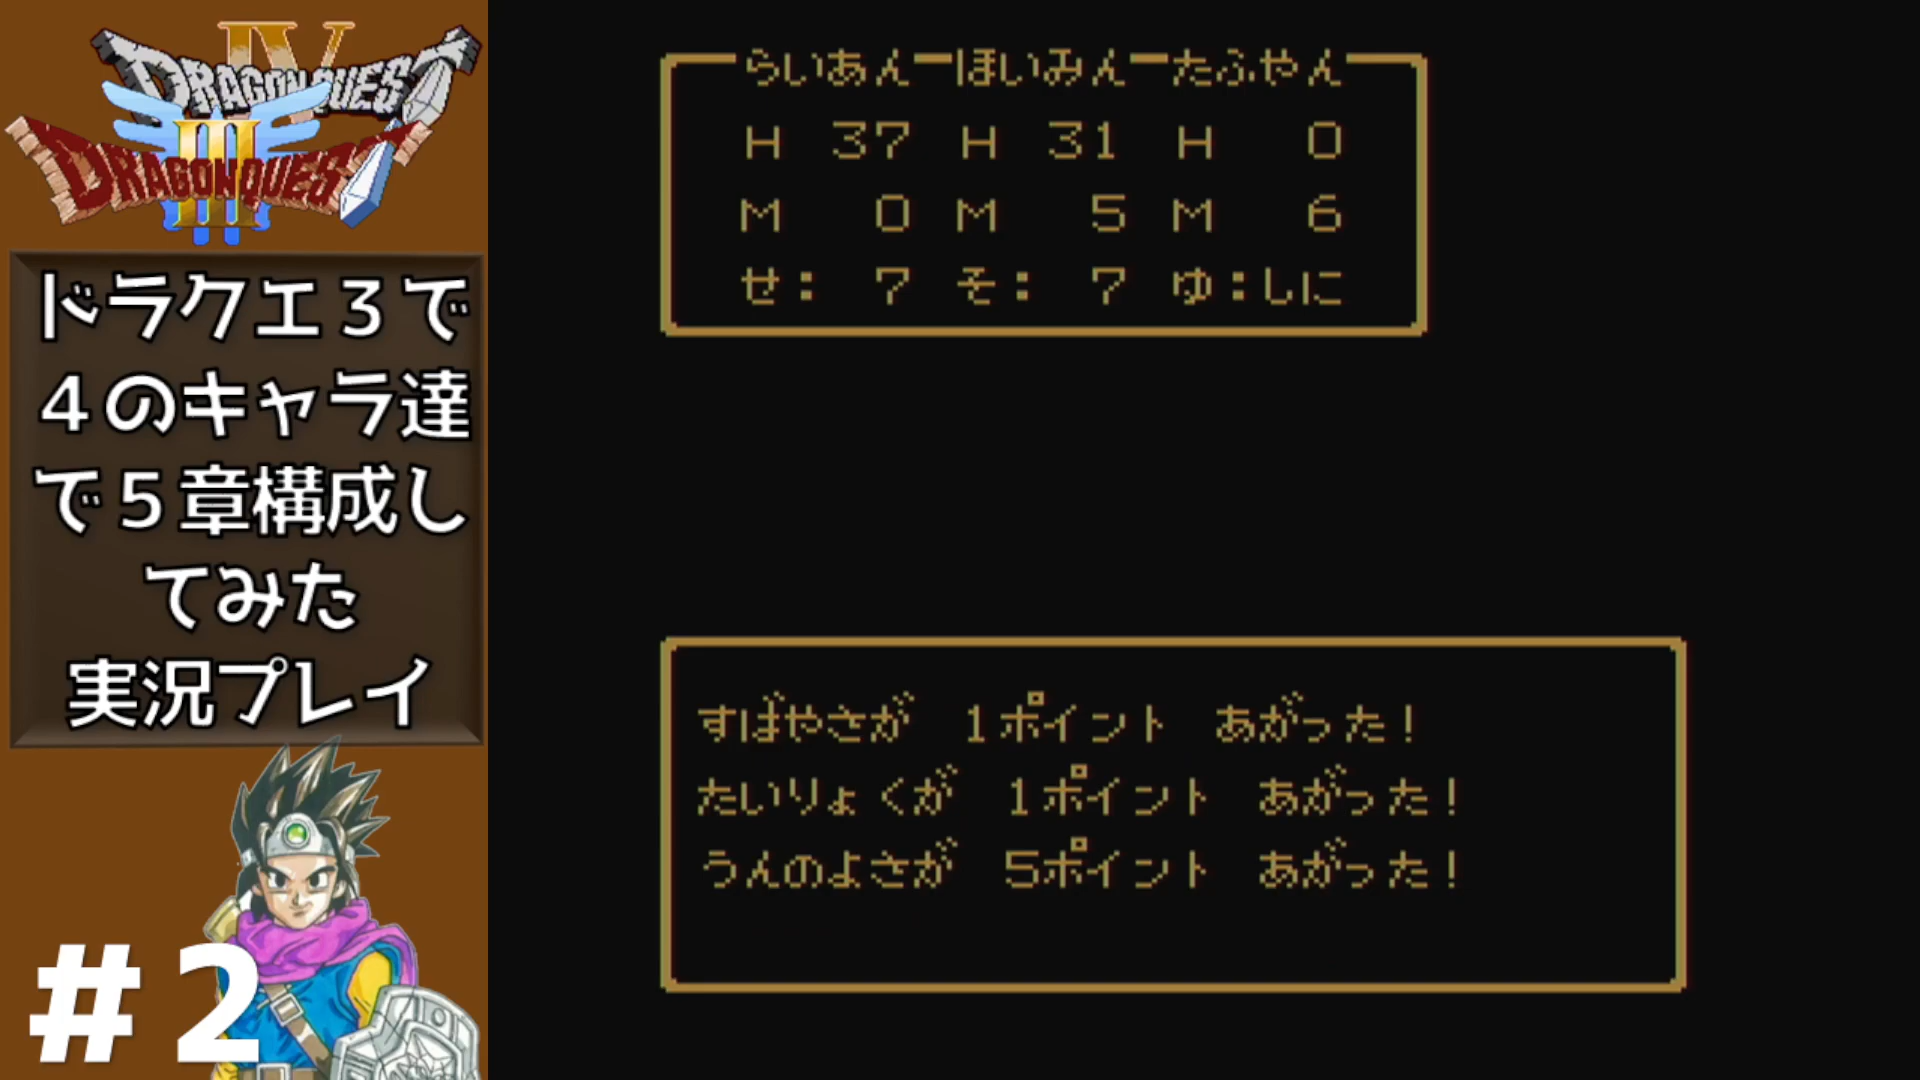 IV
DRAGON QUEST
III
DRAGON QUEST
ドラクエ3で
4のキャラ達
で5章構成し
てみた
実況プレイ
#2
らいあん ほいみん たふやん
H 37 H 31 H 0
M 0 M 5 M 6
せ: 7 そ: 7 ゆ:しに
すばやさが 1ポイント あがった!
たいりょくが 1ポイント あがった!
うんのよさが 5ポイント あがった!